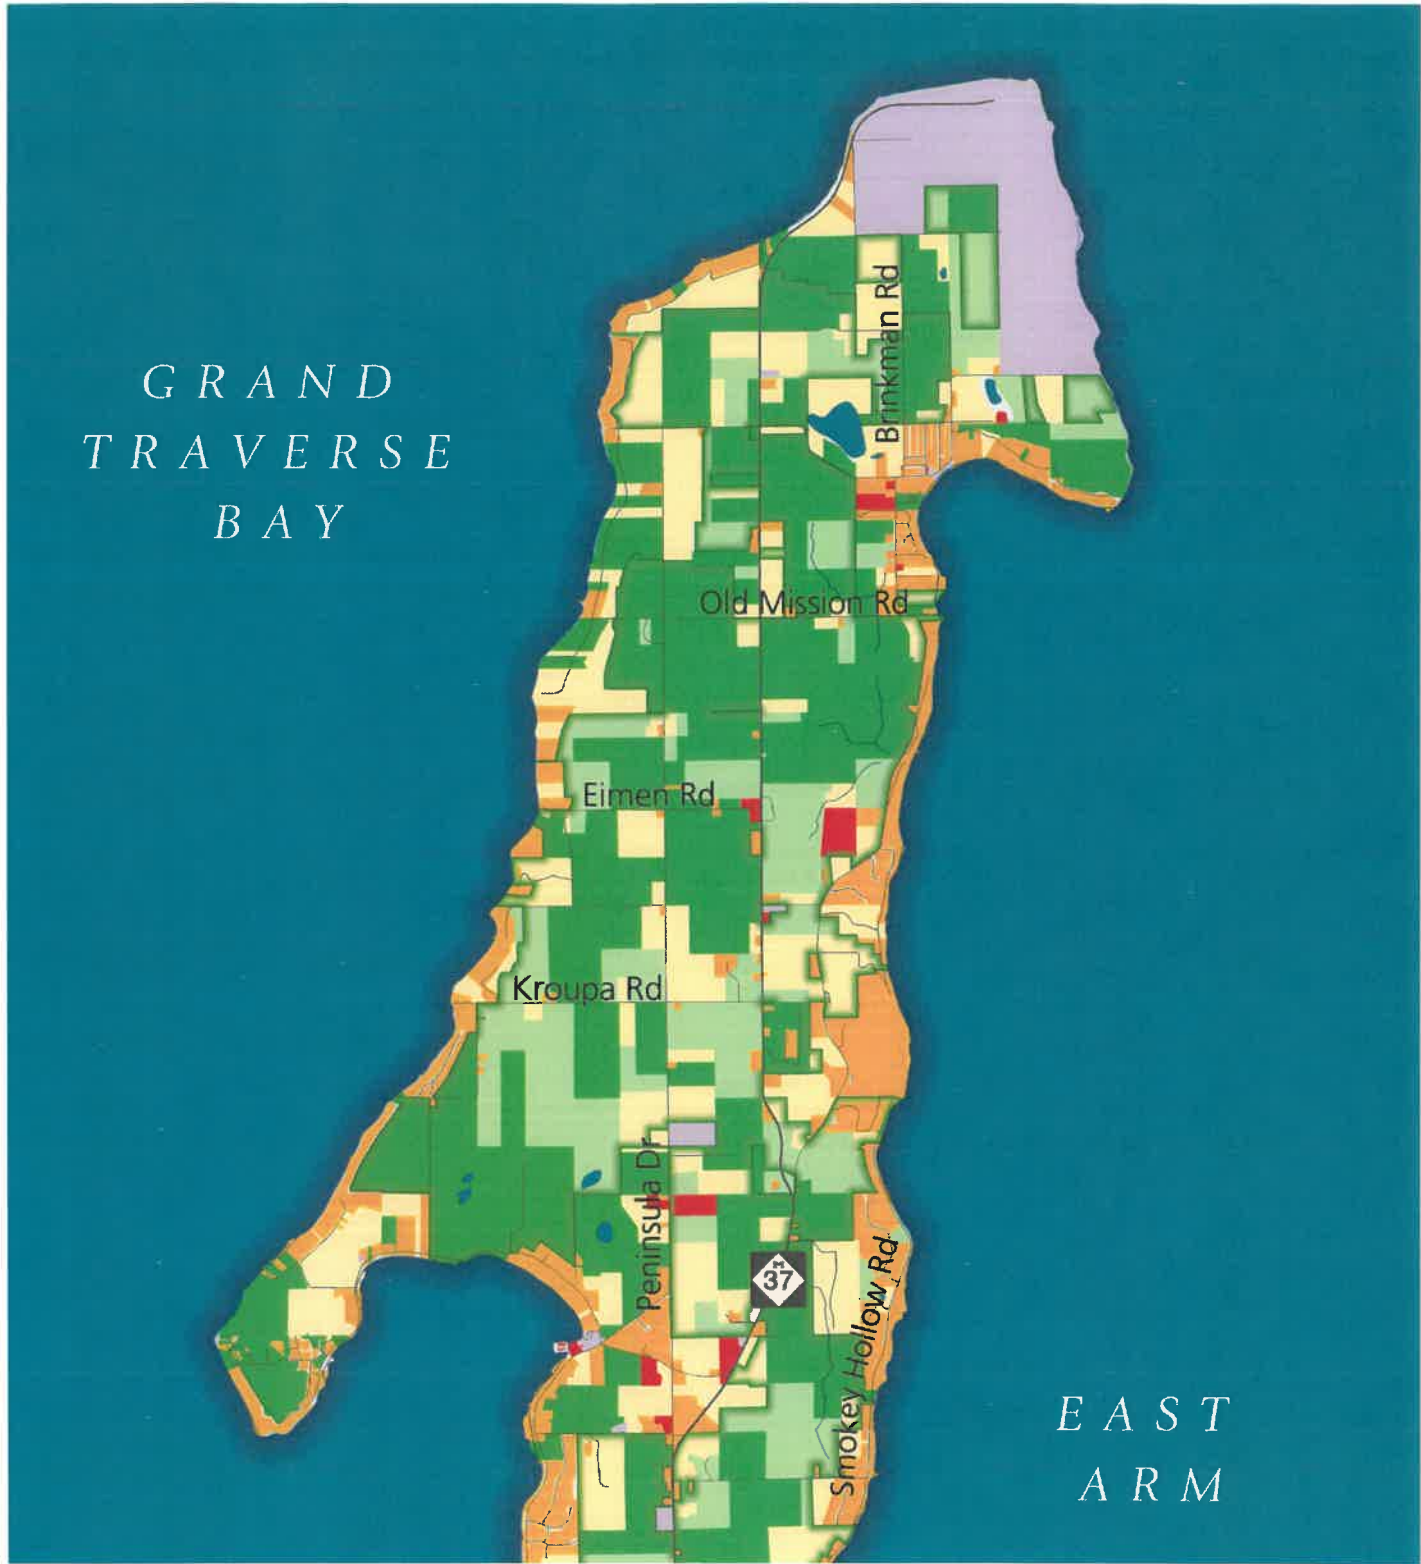 GRAND
TRAVERSE
BAY
Brinkman Rd
Old Mission Rd
Eimen Rd
Kroupa Rd
Peninsula Dr
M
37
Smokey Hollow Rd
EAST
ARM